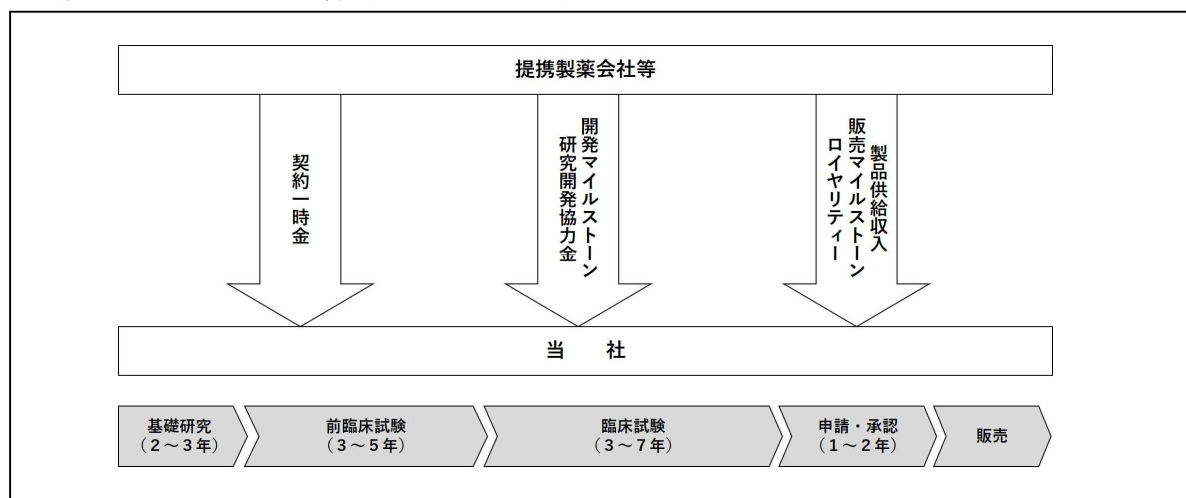 提携製薬会社等
契約一時金
開発マイルストーン
研究開発協力金
製品供給収入
販売マイルストーン
ロイヤリティー
当　　社
基礎研究
（２～３年）
前臨床試験
（３～５年）
臨床試験
（３～７年）
申請・承認
（１～２年）
販売